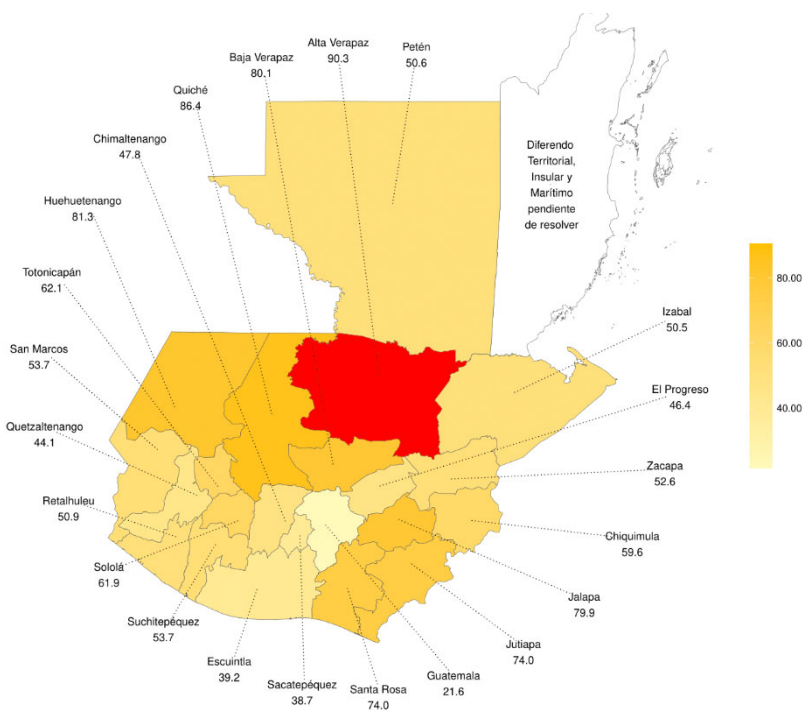 Petén
50.6
Alta Verapaz
90.3
Baja Verapaz
80.1
Quiché
86.4
Chimaltenango
47.8
Huehuetenango
81.3
Totonicapán
62.1
San Marcos
53.7
Quetzaltenango
44.1
Retalhuleu
50.9
Sololá
61.9
Suchitepéquez
53.7
Escuintla
39.2
Sacatepéquez
38.7
Santa Rosa
74.0
Guatemala
21.6
Jutiapa
74.0
Jalapa
79.9
Chiquimula
59.6
Zacapa
52.6
El Progreso
46.4
Izabal
50.5
Diferendo
Territorial,
Insular y
Marítimo
pendiente
de resolver
80.00
60.00
40.00